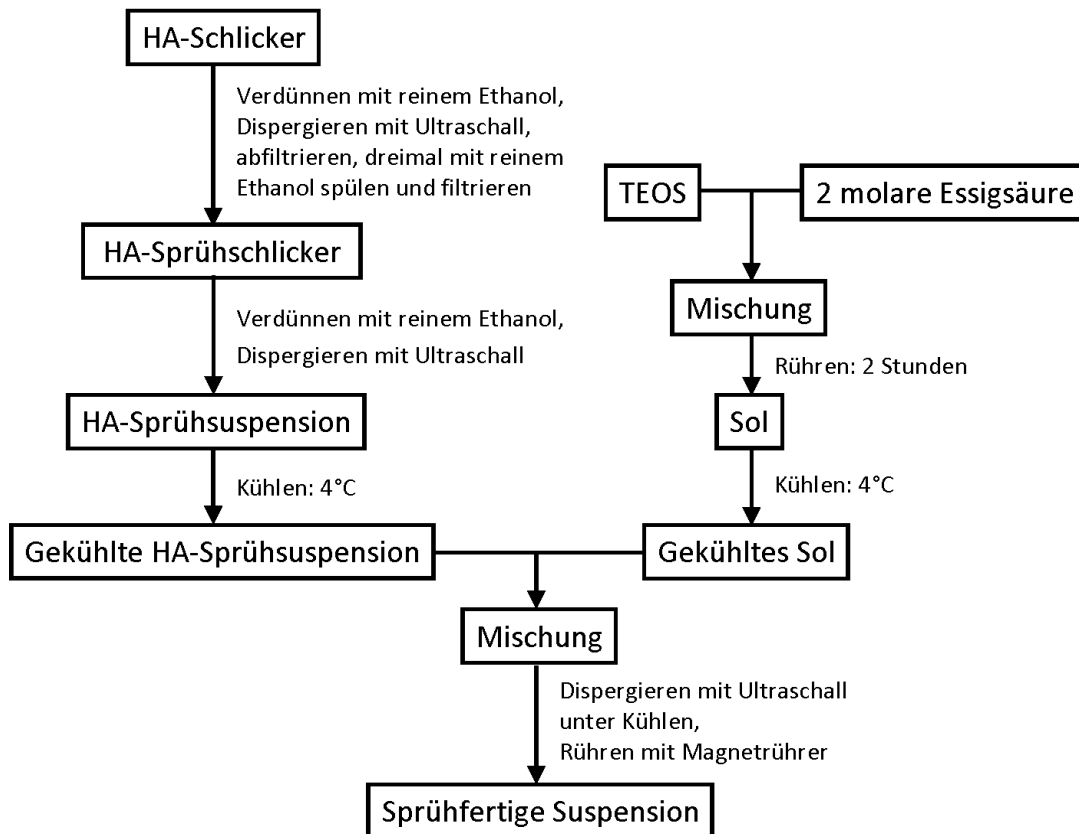 HA-Schlicker
Verdünnen mit reinem Ethanol,
Dispergieren mit Ultraschall,
abfiltrieren, dreimal mit reinem
Ethanol spülen und filtrieren
TEOS
2 molare Essigsäure
HA-Sprühschlicker
Mischung
Verdünnen mit reinem Ethanol,
Dispergieren mit Ultraschall
Rühren: 2 Stunden
HA-Sprühsuspension
Sol
Kühlen: 4°C
Kühlen: 4°C
Gekühlte HA-Sprühsuspension
Gekühltes Sol
Mischung
Dispergieren mit Ultraschall
unter Kühlen,
Rühren mit Magnetrührer
Sprühfertige Suspension